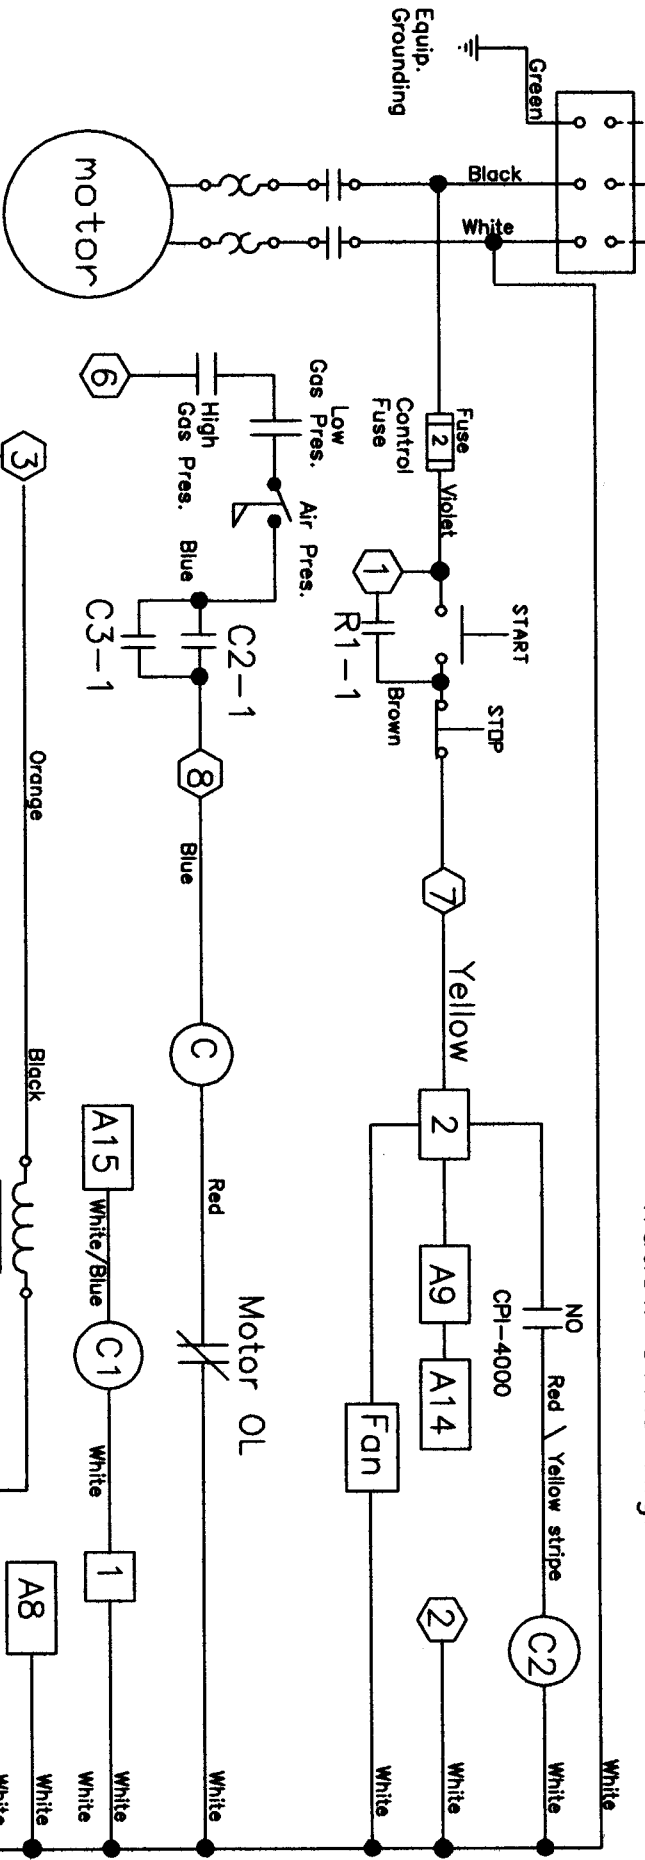 Equip.
Grounding
Green
Black
White
motor
Fuse
2
Control
Fuse
Violet
1
R1-1
START
Brown
STOP
7
Yellow
2
A9
A14
NO
CPI-4000
Red \ Yellow stripe
C2
White
White
Fan
White
2
White
6
High
Gas Pres.
Low
Gas Pres.
Air Pres.
Blue
C2-1
C3-1
8
Blue
C
Red
Motor OL
White
A15
White/Blue
C1
White
1
White
White
3
Orange
Black
A8
White
White